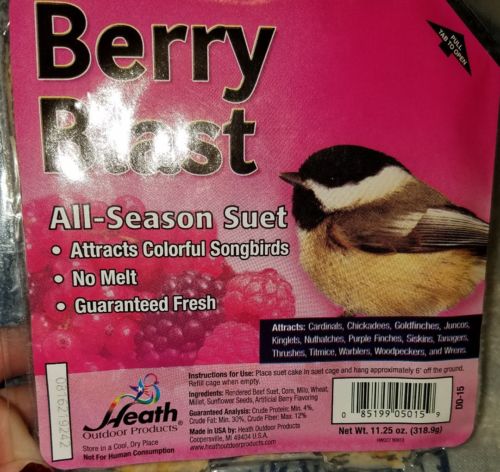 Berry
Blast
PULL
TAB TO OPEN
All-Season Suet
• Attracts Colorful Songbirds
• No Melt
• Guaranteed Fresh
Attracts: Cardinals, Chickadees, Goldfinches, Juncos,
Kinglets, Nuthatches, Purple Finches, Siskins, Tanagers,
Thrushes, Titmice, Warblers, Woodpeckers, and Wrens.
Instructions for Use: Place suet cake in suet cage and hang approximately 6' off the ground.
Refill cage when empty.
Ingredients: Rendered Beef Suet, Corn, Milo, Wheat,
Millet, Sunflower Seeds, Artificial Berry Flavoring
Guaranteed Analysis: Crude Protein: Min. 4%,
Crude Fat: Min. 30%, Crude Fiber: Max. 12%
Made in USA by: Heath Outdoor Products
Coopersville, MI 49404 U.S.A.
www.heathoutdoor.com
Heath
Outdoor Products®
Store in a Cool, Dry Place
Not For Human Consumption
0 85199 05015 9
Net Wt. 11.25 oz. (318.9g)
DD-15